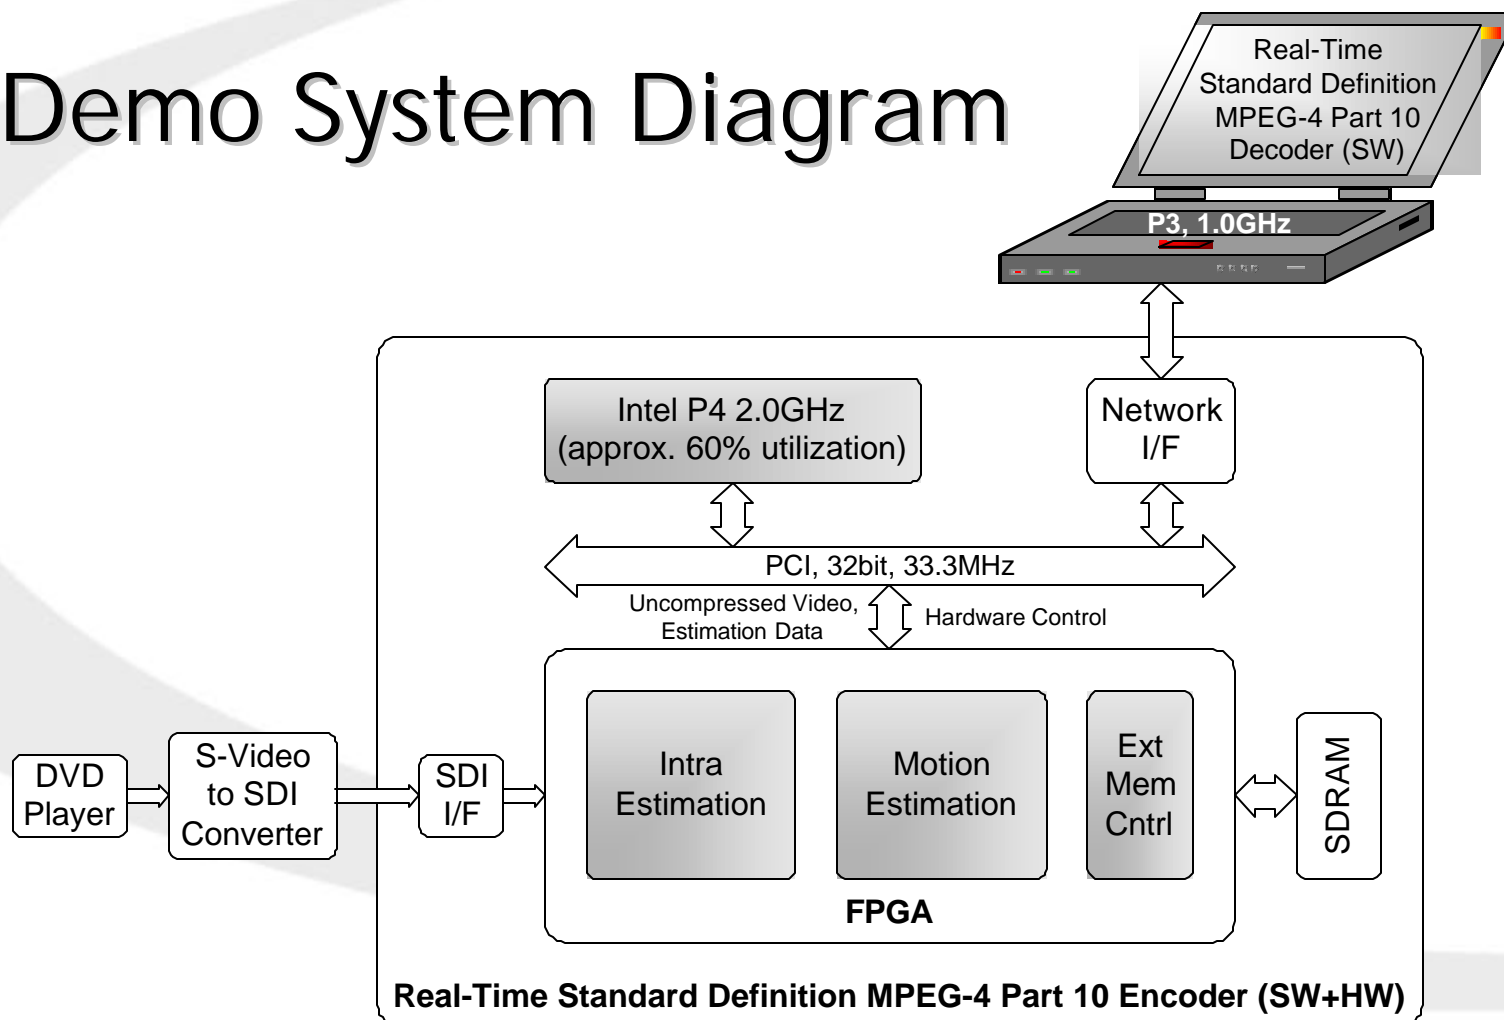 Demo System Diagram
Real-Time
Standard Definition
MPEG-4 Part 10
Decoder (SW)
P3, 1.0GHz
Intel P4 2.0GHz
(approx. 60% utilization)
Network
I/F
PCI, 32bit, 33.3MHz
Uncompressed Video,
Estimation Data
Hardware Control
DVD
Player
S-Video
to SDI
Converter
SDI
I/F
Intra
Estimation
Motion
Estimation
Ext
Mem
Cntrl
SDRAM
FPGA
Real-Time Standard Definition MPEG-4 Part 10 Encoder (SW+HW)